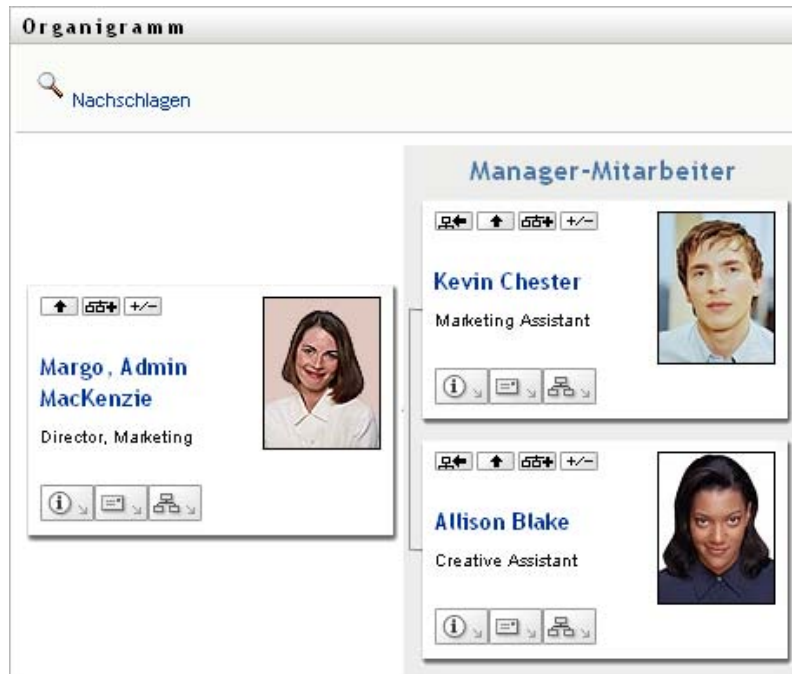 Organigramm
Nachschlagen
Manager-Mitarbeiter
+/−
Margo, Admin
MacKenzie
Director, Marketing
+/−
Kevin Chester
Marketing Assistant
+/−
Allison Blake
Creative Assistant